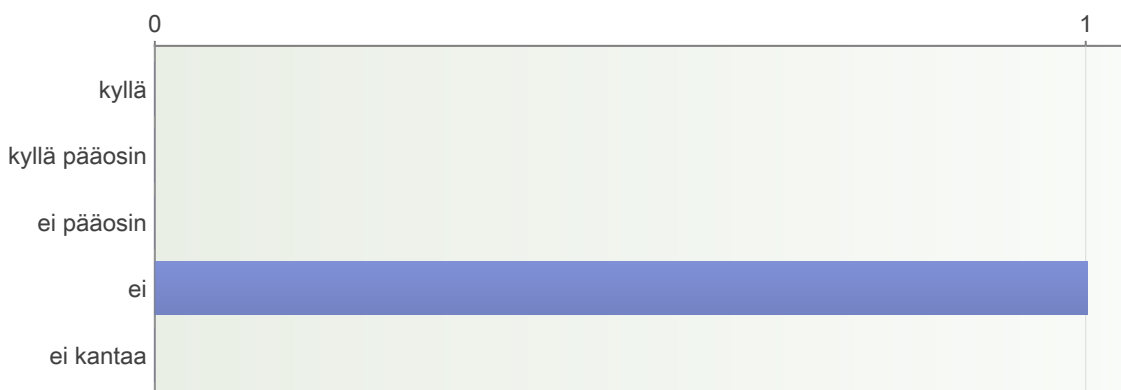 0 1
kyllä
kyllä pääosin
ei pääosin
ei
ei kantaa